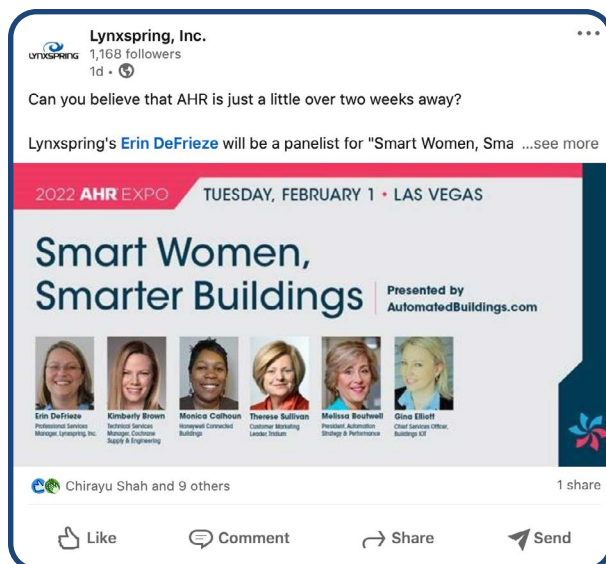 Lynxspring, Inc.
LYNXSPRING
1,168 followers
1d •
Can you believe that AHR is just a little over two weeks away?
Lynxspring's Erin DeFrieze will be a panelist for "Smart Women, Sma ...see more
2022 AHR EXPO
TUESDAY, FEBRUARY 1 • LAS VEGAS
Smart Women,
Smarter Buildings
Presented by
AutomatedBuildings.com
Erin DeFrieze
Professional Services
Manager, Lynxspring, Inc.
Kimberly Brown
Technical Services
Manager, Cochrane
Supply & Engineering
Monica Calhoun
Honeywell Connected
Buildings
Therese Sullivan
Customer Marketing
Leader, Tridium
Melissa Boutwell
President, Automation
Strategy & Performance
Gina Elliott
Chief Services Officer,
Buildings IOT
Chirayu Shah and 9 others
1 share
Like
Comment
Share
Send